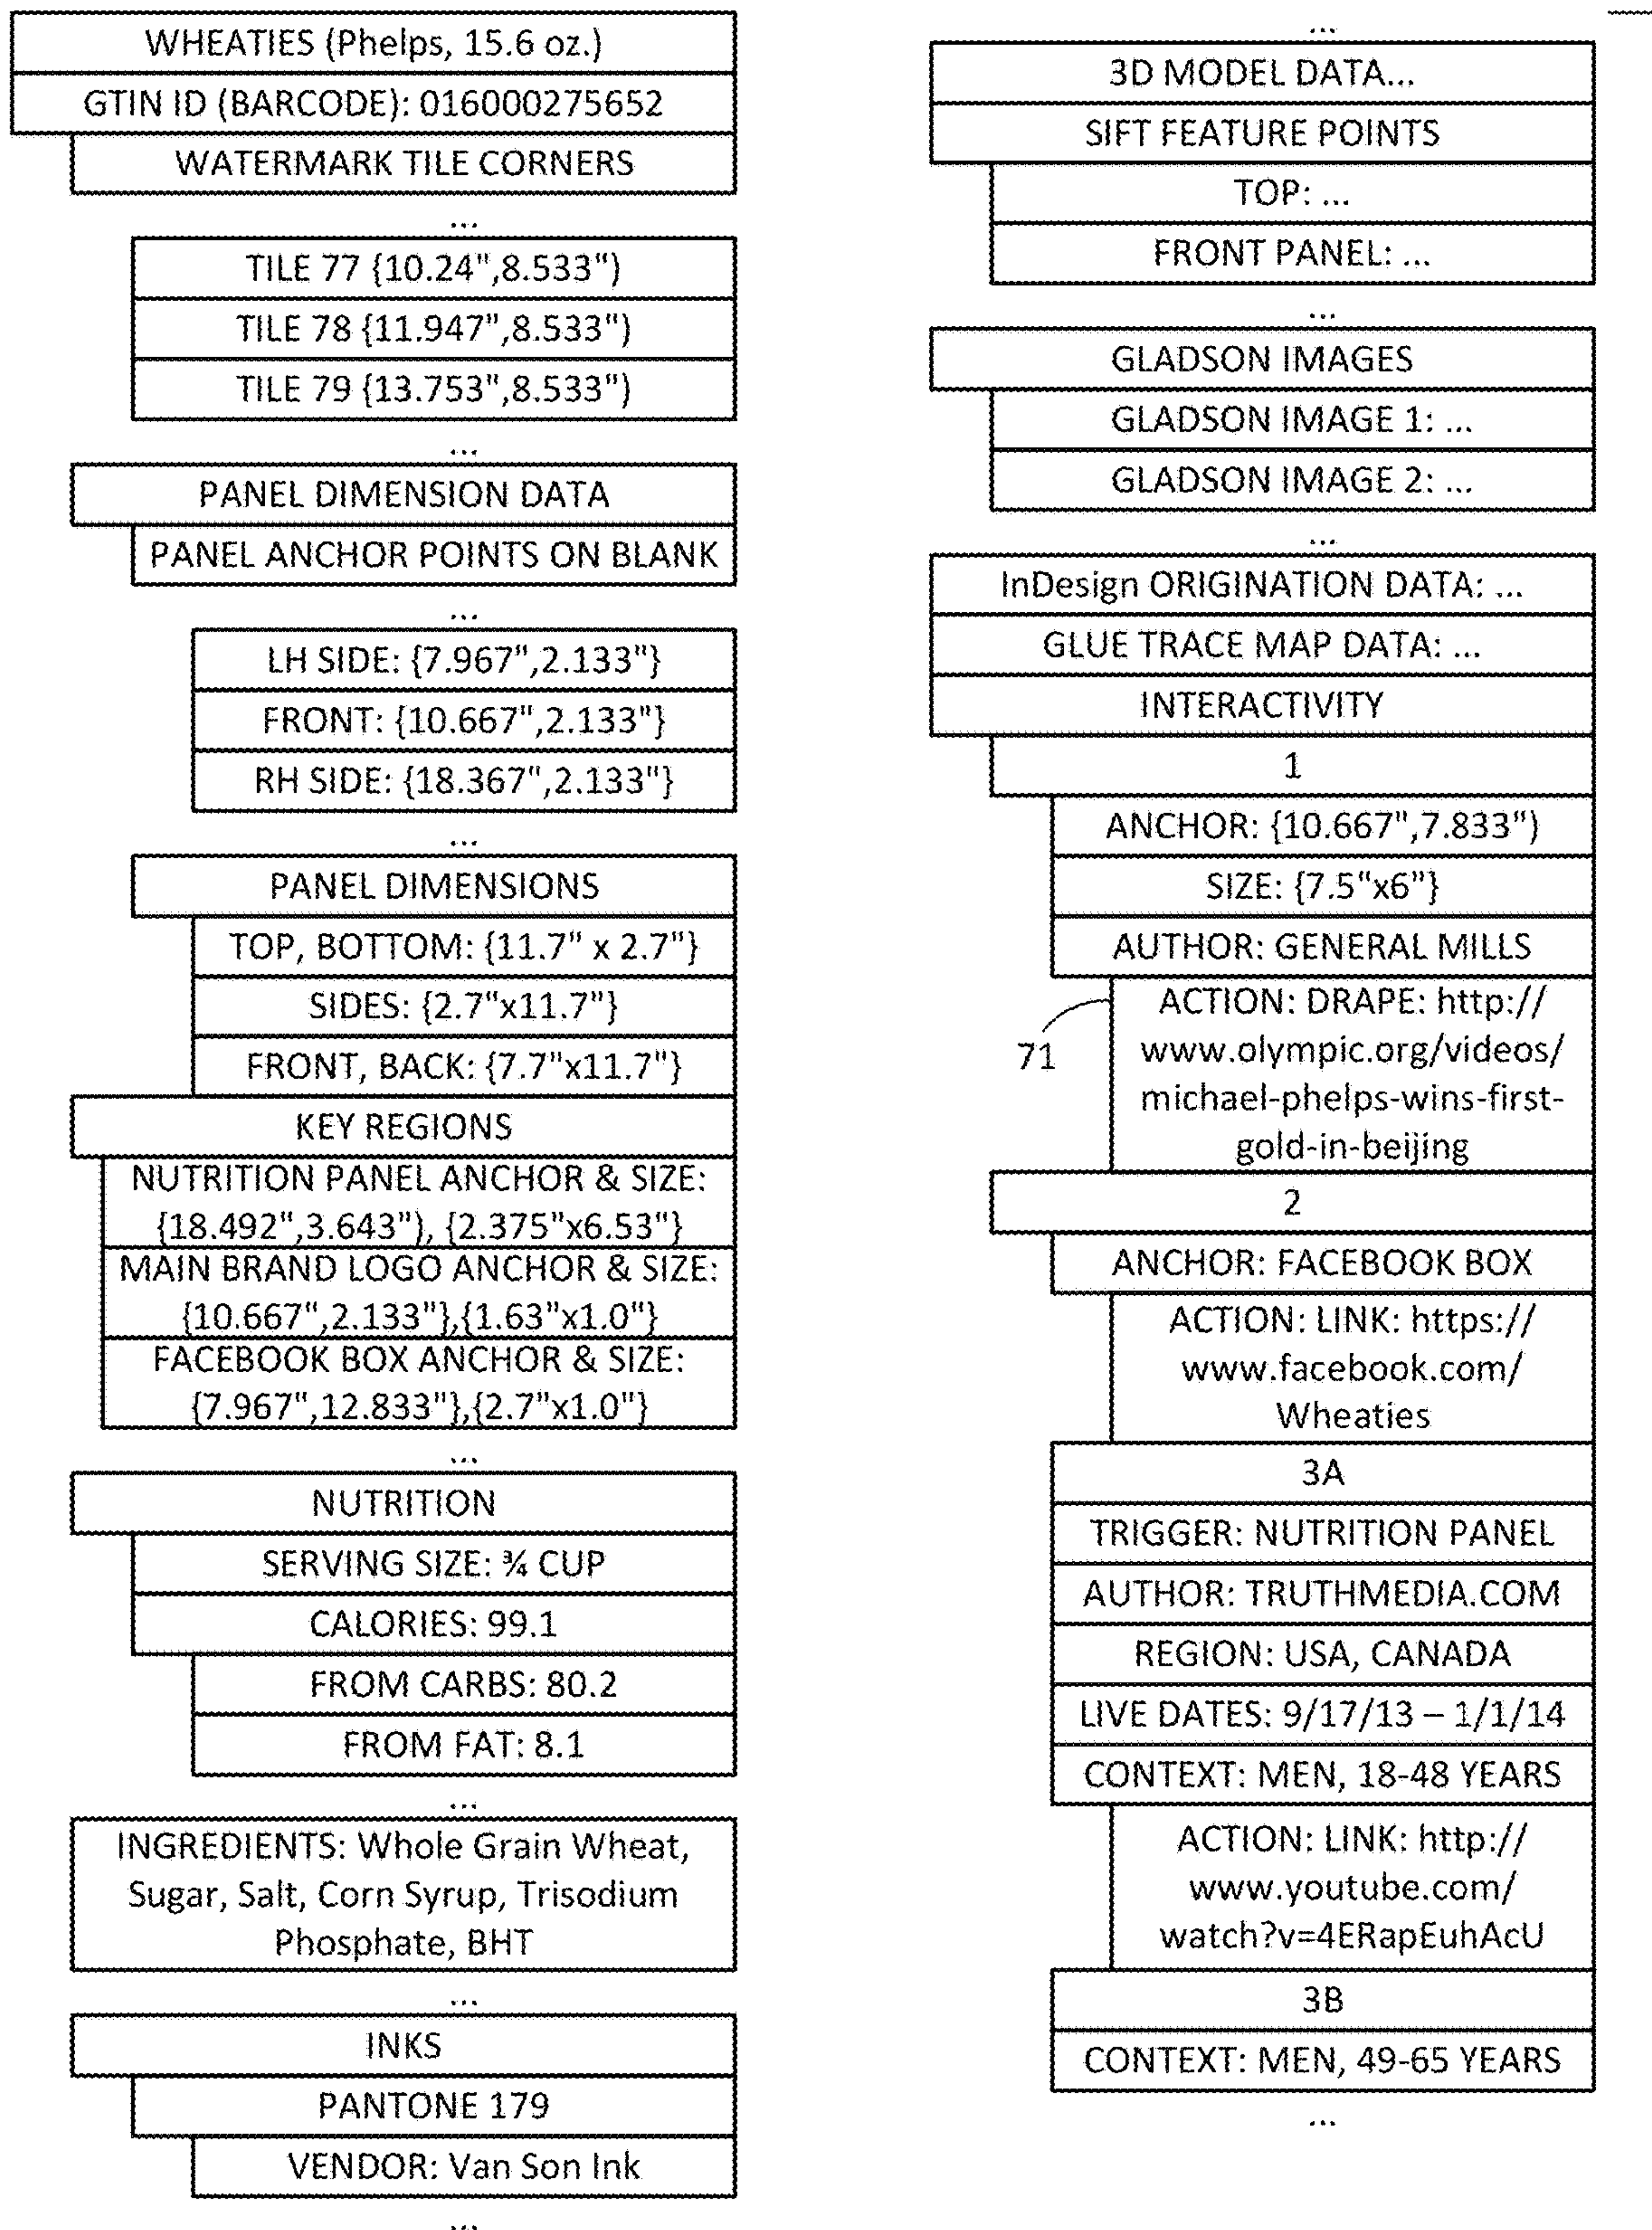 WHEATIES (Phelps, 15.6 oz.)
GTIN ID (BARCODE): 016000275652
WATERMARK TILE CORNERS
...
TILE 77 {10.24",8.533")
TILE 78 {11.947",8.533")
TILE 79 {13.753",8.533")
...
PANEL DIMENSION DATA
PANEL ANCHOR POINTS ON BLANK
...
LH SIDE: {7.967",2.133"}
FRONT: {10.667",2.133"}
RH SIDE: {18.367",2.133"}
...
PANEL DIMENSIONS
TOP, BOTTOM: {11.7" x 2.7"}
SIDES: {2.7"x11.7"}
FRONT, BACK: {7.7"x11.7"}
KEY REGIONS
NUTRITION PANEL ANCHOR & SIZE:
{18.492",3.643"), {2.375"x6.53"}
MAIN BRAND LOGO ANCHOR & SIZE:
{10.667",2.133"},{1.63"x1.0"}
FACEBOOK BOX ANCHOR & SIZE:
{7.967",12.833"},{2.7"x1.0"}
...
NUTRITION
SERVING SIZE: ¾ CUP
CALORIES: 99.1
FROM CARBS: 80.2
FROM FAT: 8.1
...
INGREDIENTS: Whole Grain Wheat,
Sugar, Salt, Corn Syrup, Trisodium
Phosphate, BHT
...
INKS
PANTONE 179
VENDOR: Van Son Ink
...
...
3D MODEL DATA...
SIFT FEATURE POINTS
TOP: ...
FRONT PANEL: ...
...
GLADSON IMAGES
GLADSON IMAGE 1: ...
GLADSON IMAGE 2: ...
...
InDesign ORIGINATION DATA: ...
GLUE TRACE MAP DATA: ...
INTERACTIVITY
1
ANCHOR: {10.667",7.833")
SIZE: {7.5"x6"}
AUTHOR: GENERAL MILLS
ACTION: DRAPE: http://
www.olympic.org/videos/
michael-phelps-wins-first-
gold-in-beijing
71
2
ANCHOR: FACEBOOK BOX
ACTION: LINK: https://
www.facebook.com/
Wheaties
3A
TRIGGER: NUTRITION PANEL
AUTHOR: TRUTHMEDIA.COM
REGION: USA, CANADA
LIVE DATES: 9/17/13 – 1/1/14
CONTEXT: MEN, 18-48 YEARS
ACTION: LINK: http://
www.youtube.com/
watch?v=4ERapEuhAcU
3B
CONTEXT: MEN, 49-65 YEARS
...